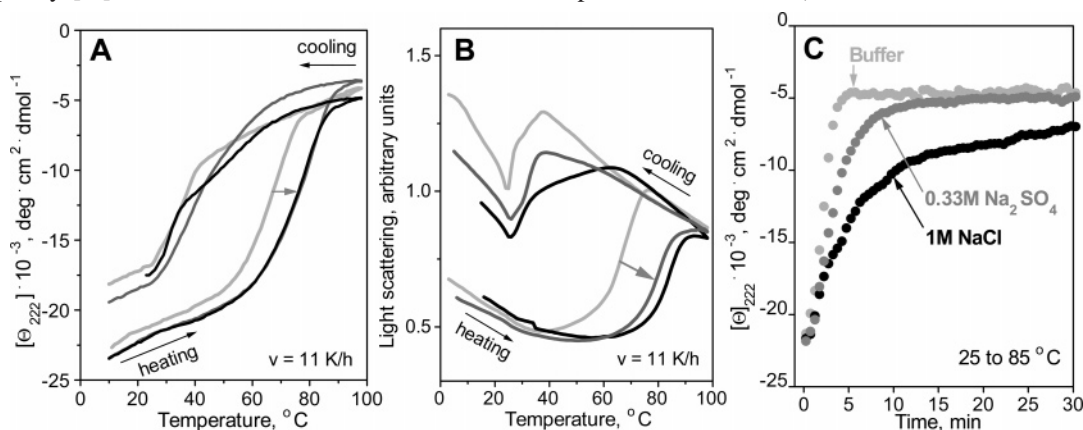 A
cooling
heating
v = 11 K/h
[Θ₂₂₂] · 10⁻³, deg cm² · dmol⁻¹
0
-5
-10
-15
-20
-25
0 20 40 60 80 100
Temperature, °C
B
cooling
heating
v = 11 K/h
Light scattering, arbitrary units
1.5
1.0
0.5
0 20 40 60 80 100
Temperature, °C
C
Buffer
0.33M Na₂SO₄
1M NaCl
25 to 85 °C
[Θ]₂₂₂ · 10⁻³, deg cm² · dmol⁻¹
0
-5
-10
-15
-20
-25
0 5 10 15 20 25 30
Time, min